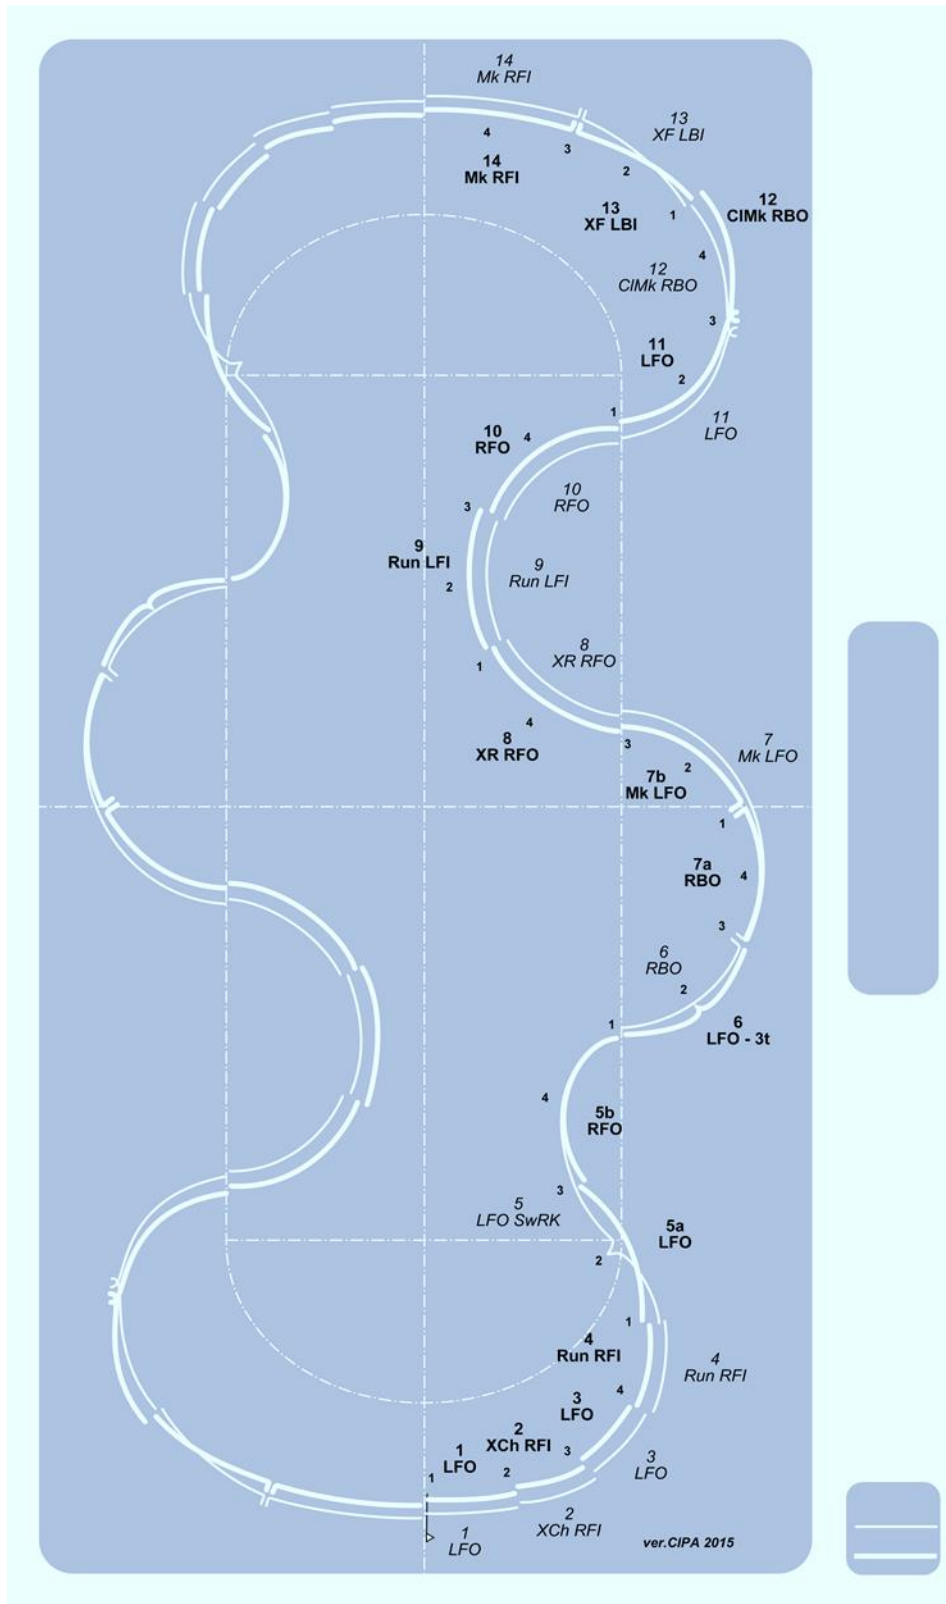 14
Mk RFI
13
XF LBI
4
3
14
Mk RFI
2
12
ClMk RBO
13
XF LBI
1
4
12
ClMk RBO
3
11
LFO
2
1
11
LFO
10
RFO
4
10
RFO
3
9
Run LFI
9
Run LFI
2
8
XR RFO
1
4
8
XR RFO
3
7
Mk LFO
2
7b
Mk LFO
1
7a
RBO
4
3
6
RBO
2
1
6
LFO - 3t
4
5b
RFO
3
5
LFO SwRK
5a
LFO
2
1
4
Run RFI
4
Run RFI
4
3
LFO
2
XCh RFI
1
LFO
3
2
1
3
LFO
2
XCh RFI
1
LFO
ver.CIPA 2015